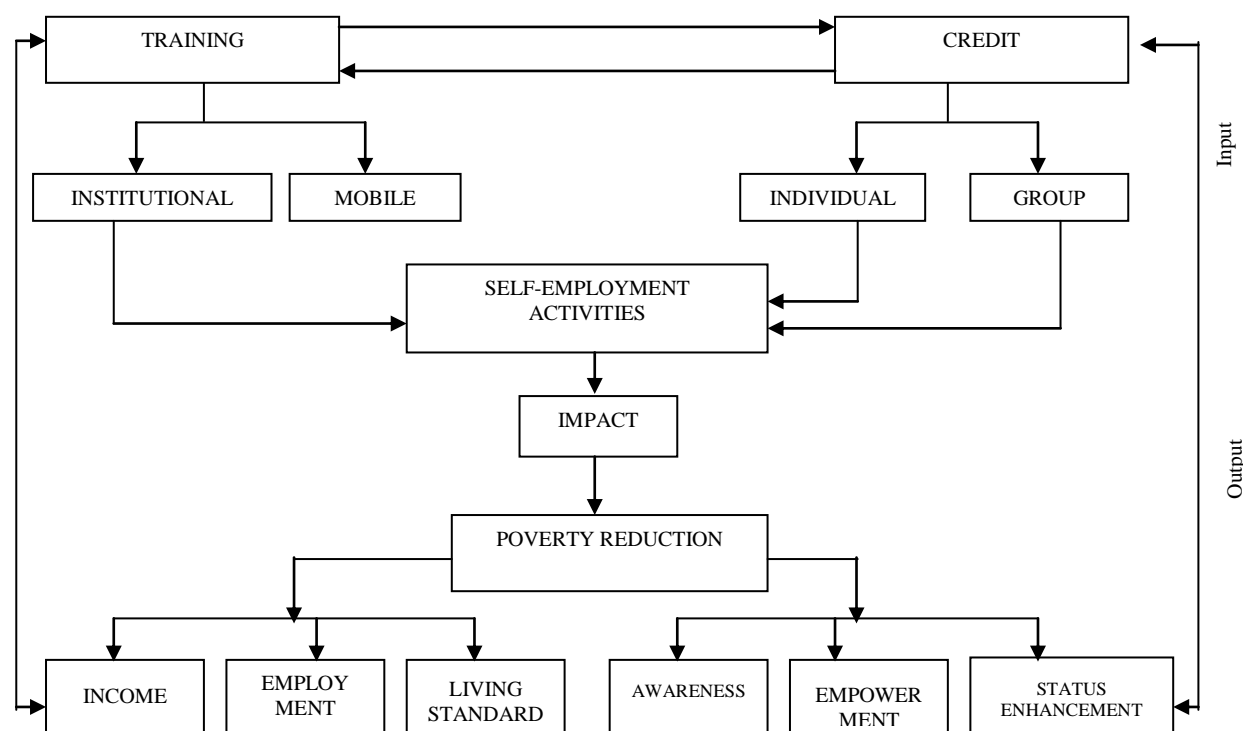 TRAINING
CREDIT
Input
INSTITUTIONAL
MOBILE
INDIVIDUAL
GROUP
SELF-EMPLOYMENT
ACTIVITIES
IMPACT
Output
POVERTY REDUCTION
INCOME
EMPLOY
MENT
LIVING
STANDARD
AWARENESS
EMPOWER
MENT
STATUS
ENHANCEMENT